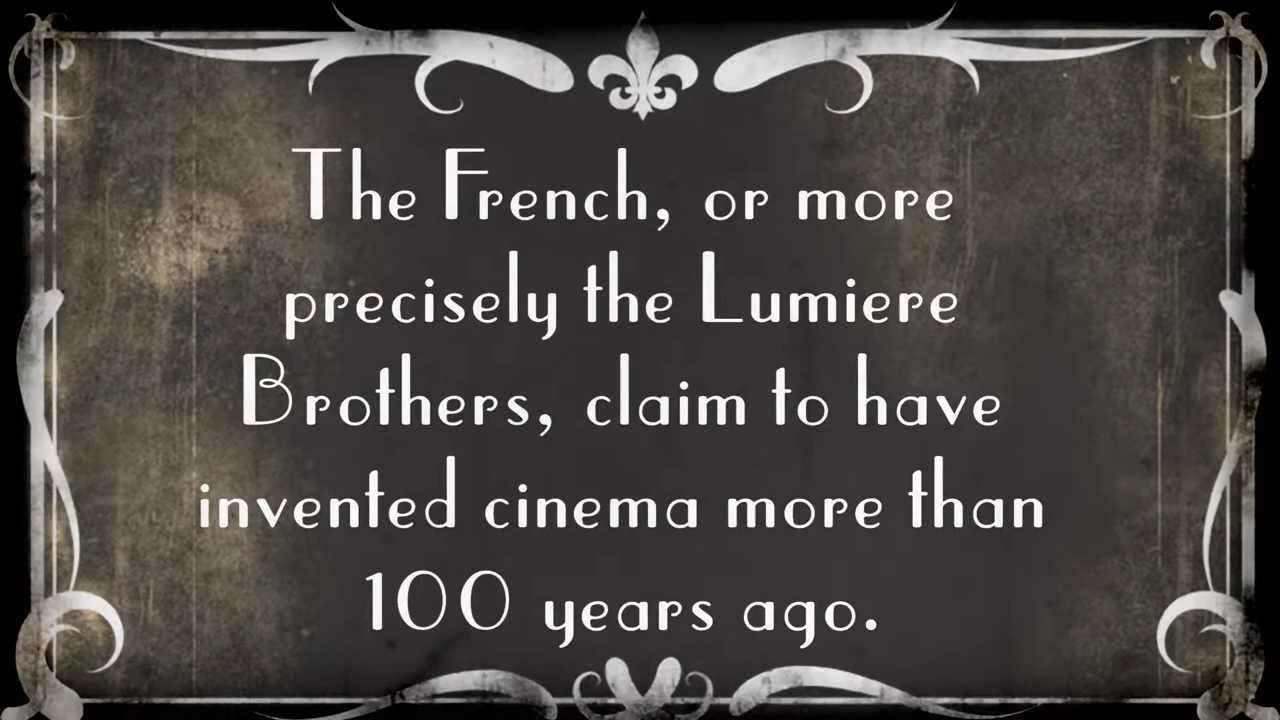 The French, or more
precisely the Lumiere
Brothers, claim to have
invented cinema more than
100 years ago.